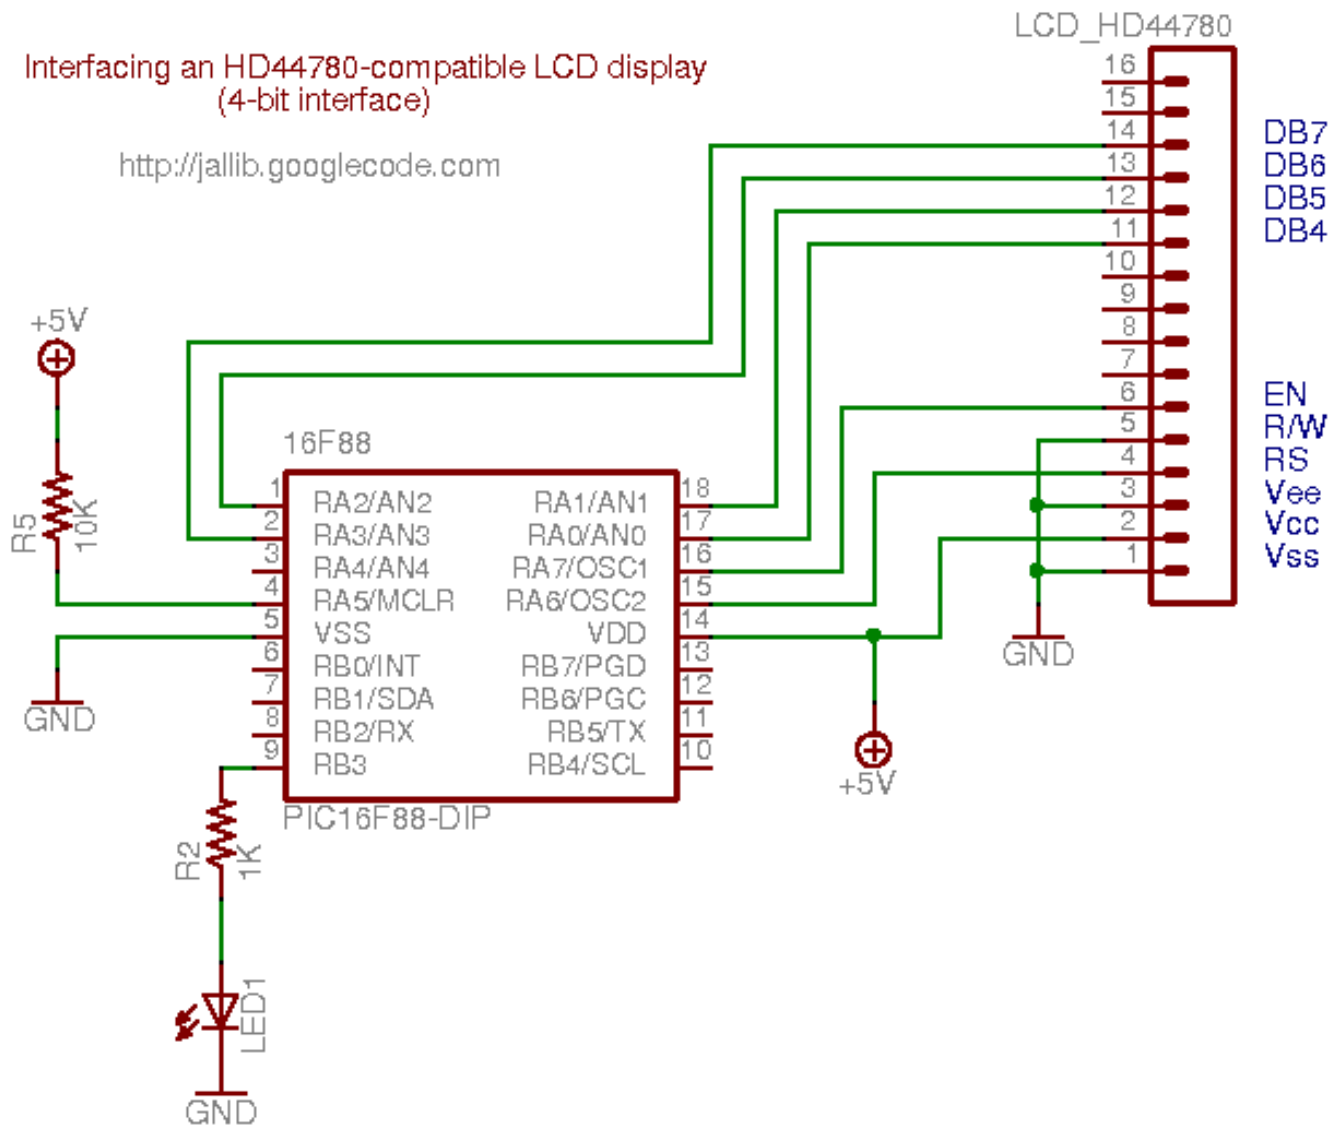 LCD_HD44780
Interfacing an HD44780-compatible LCD display
(4-bit interface)
http://jallib.googlecode.com
16
15
14 DB7
13 DB6
12 DB5
11 DB4
10
9
8
7
6 EN
5 R/W
4 RS
3 Vee
2 Vcc
1 Vss
GND
+5V
R5
10K
GND
16F88
1 RA2/AN2 RA1/AN1 18
2 RA3/AN3 RA0/AN0 17
3 RA4/AN4 RA7/OSC1 16
4 RA5/MCLR RA6/OSC2 15
5 VSS VDD 14
6 RB0/INT RB7/PGD 13
7 RB1/SDA RB6/PGC 12
8 RB2/RX RB5/TX 11
9 RB3 RB4/SCL 10
PIC16F88-DIP
+5V
R2
1K
LED1
GND